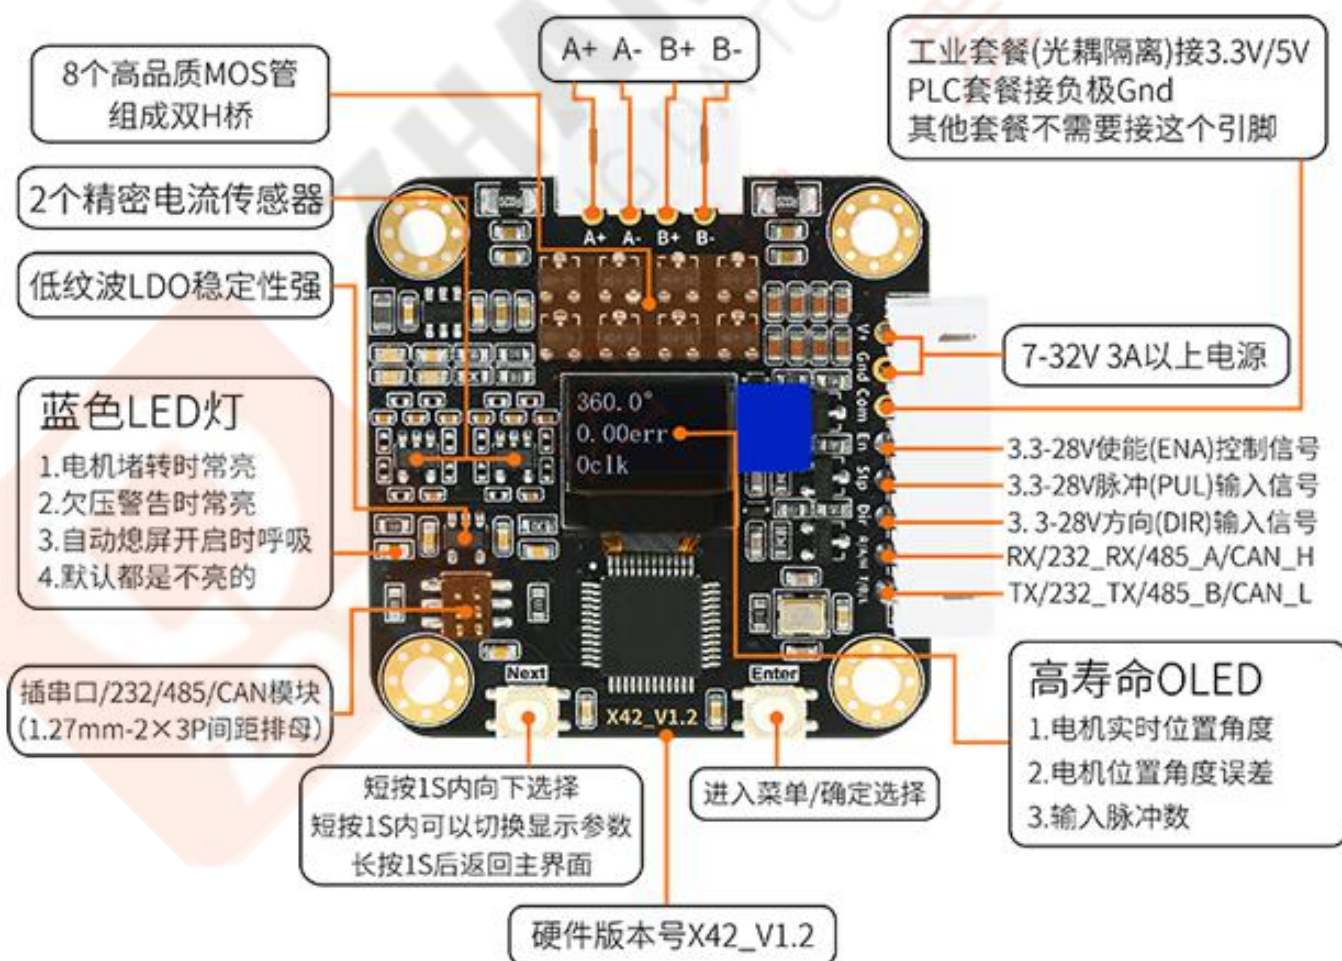 A+ A- B+ B-
8个高品质MOS管
组成双H桥
工业套餐(光耦隔离)接3.3V/5V
PLC套餐接负极Gnd
其他套餐不需要接这个引脚
2个精密电流传感器
A+ A- B+ B-
低纹波LDO稳定性强
V+
Gnd
Com
En
Stp
Dir
7-32V 3A以上电源
360.0°
0.00err
0clk
蓝色LED灯
1.电机堵转时常亮
2.欠压警告时常亮
3.自动熄屏开启时呼吸
4.默认都是不亮的
3.3-28V使能(ENA)控制信号
3.3-28V脉冲(PUL)输入信号
3. 3-28V方向(DIR)输入信号
RX/232_RX/485_A/CAN_H
TX/232_TX/485_B/CAN_L
插串口/232/485/CAN模块
(1.27mm-2×3P间距排母)
Next
Enter
X42_V1.2
高寿命OLED
1.电机实时位置角度
2.电机位置角度误差
3.输入脉冲数
短按1S内向下选择
短按1S内可以切换显示参数
长按1S后返回主界面
进入菜单/确定选择
硬件版本号X42_V1.2